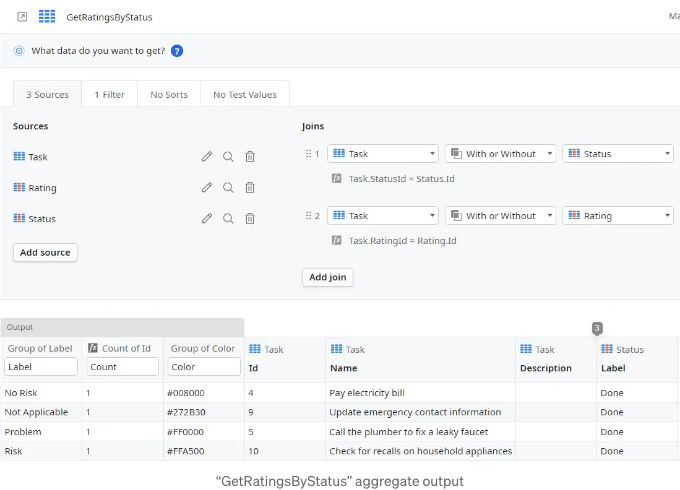 GetRatingsByStatus
Ma
What data do you want to get? ?
3 Sources 1 Filter No Sorts No Test Values
Sources Joins
Task
Rating
Status
Add source
1 Task With or Without Status
fx Task.StatusId = Status.Id
2 Task With or Without Rating
fx Task.RatingId = Rating.Id
Add join
3
Output
Group of Label fx Count of Id Group of Color Task Task Task Status
Label Count Color Id Name Description Label
No Risk 1 #008000 4 Pay electricity bill Done
Not Applicable 1 #272B30 9 Update emergency contact information Done
Problem 1 #FF0000 5 Call the plumber to fix a leaky faucet Done
Risk 1 #FFA500 10 Check for recalls on household appliances Done
“GetRatingsByStatus” aggregate output